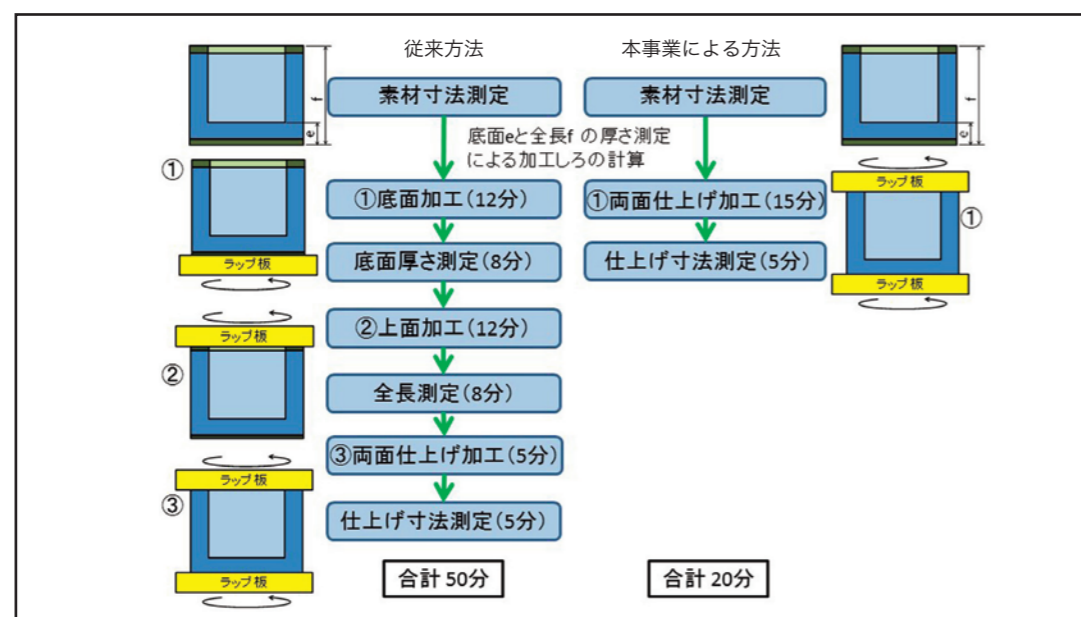 従来方法
本事業による方法
素材寸法測定
素材寸法測定
f
e
f
e
底面eと全長f の厚さ測定
による加工しろの計算
①
ラップ板
①底面加工(12分)
①両面仕上げ加工(15分)
ラップ板
①
ラップ板
底面厚さ測定(8分)
仕上げ寸法測定(5分)
②上面加工(12分)
ラップ板
②
全長測定(8分)
③両面仕上げ加工(5分)
ラップ板
③
ラップ板
仕上げ寸法測定(5分)
合計 50分
合計 20分